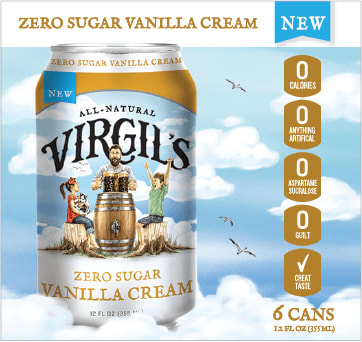 ZERO SUGAR VANILLA CREAM
NEW
ZERO SUGAR VANILLA CREAM
NEW
ALL-NATURAL
VIRGIL'S
ZERO SUGAR
VANILLA CREAM
12 FL OZ (355 ML)
0
CALORIES
0
ANYTHING
ARTIFICAL
0
ASPARTAME
SUCRALOSE
0
GUILT
GREAT
TASTE
6 CANS
12 FL OZ (355ML)